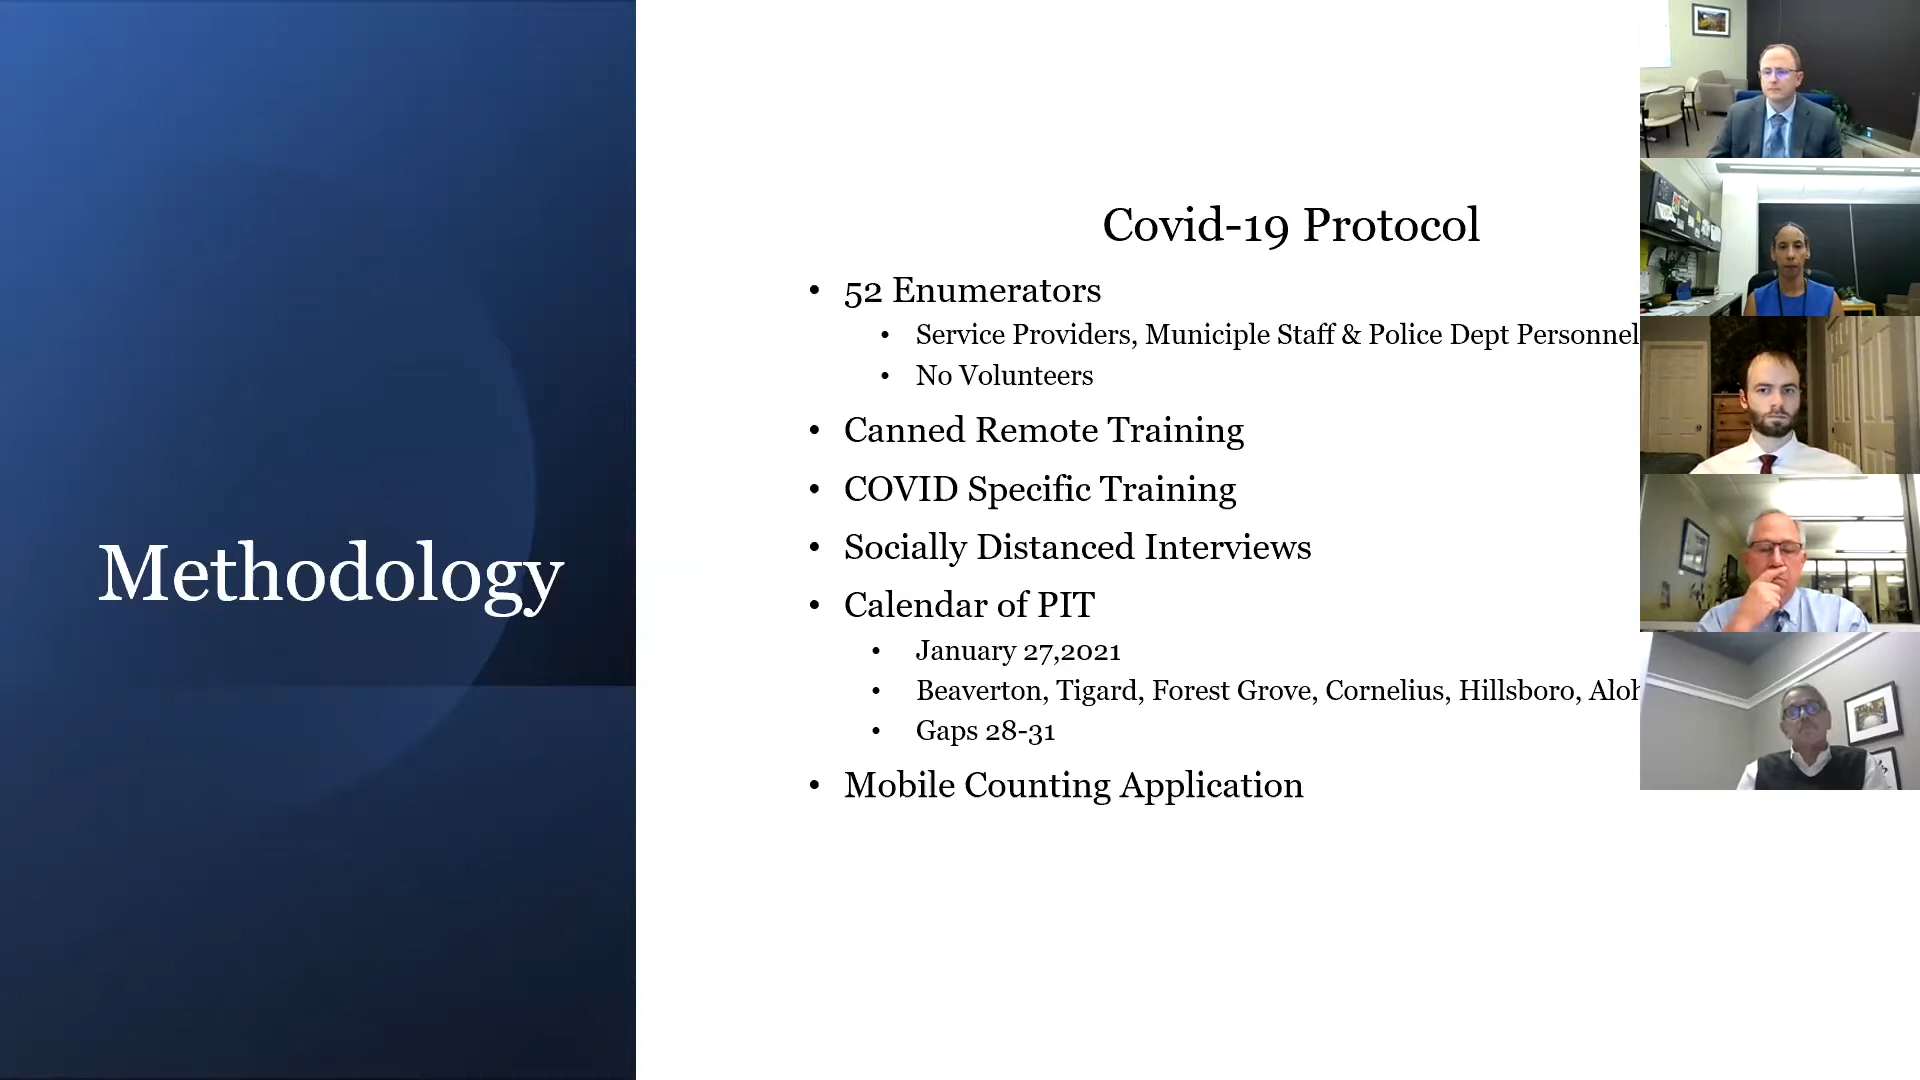 Methodology
Covid-19 Protocol
• 52 Enumerators
• Service Providers, Municiple Staff & Police Dept Personnel
• No Volunteers
• Canned Remote Training
• COVID Specific Training
• Socially Distanced Interviews
• Calendar of PIT
• January 27,2021
• Beaverton, Tigard, Forest Grove, Cornelius, Hillsboro,
• Gaps 28-31
• Mobile Counting Application